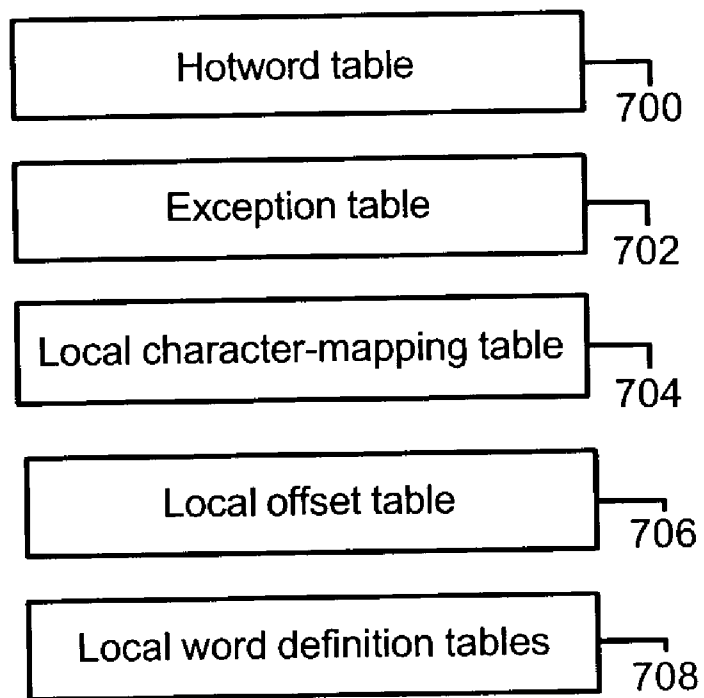 Hotword table
700
Exception table
702
Local character-mapping table
704
Local offset table
706
Local word definition tables
708